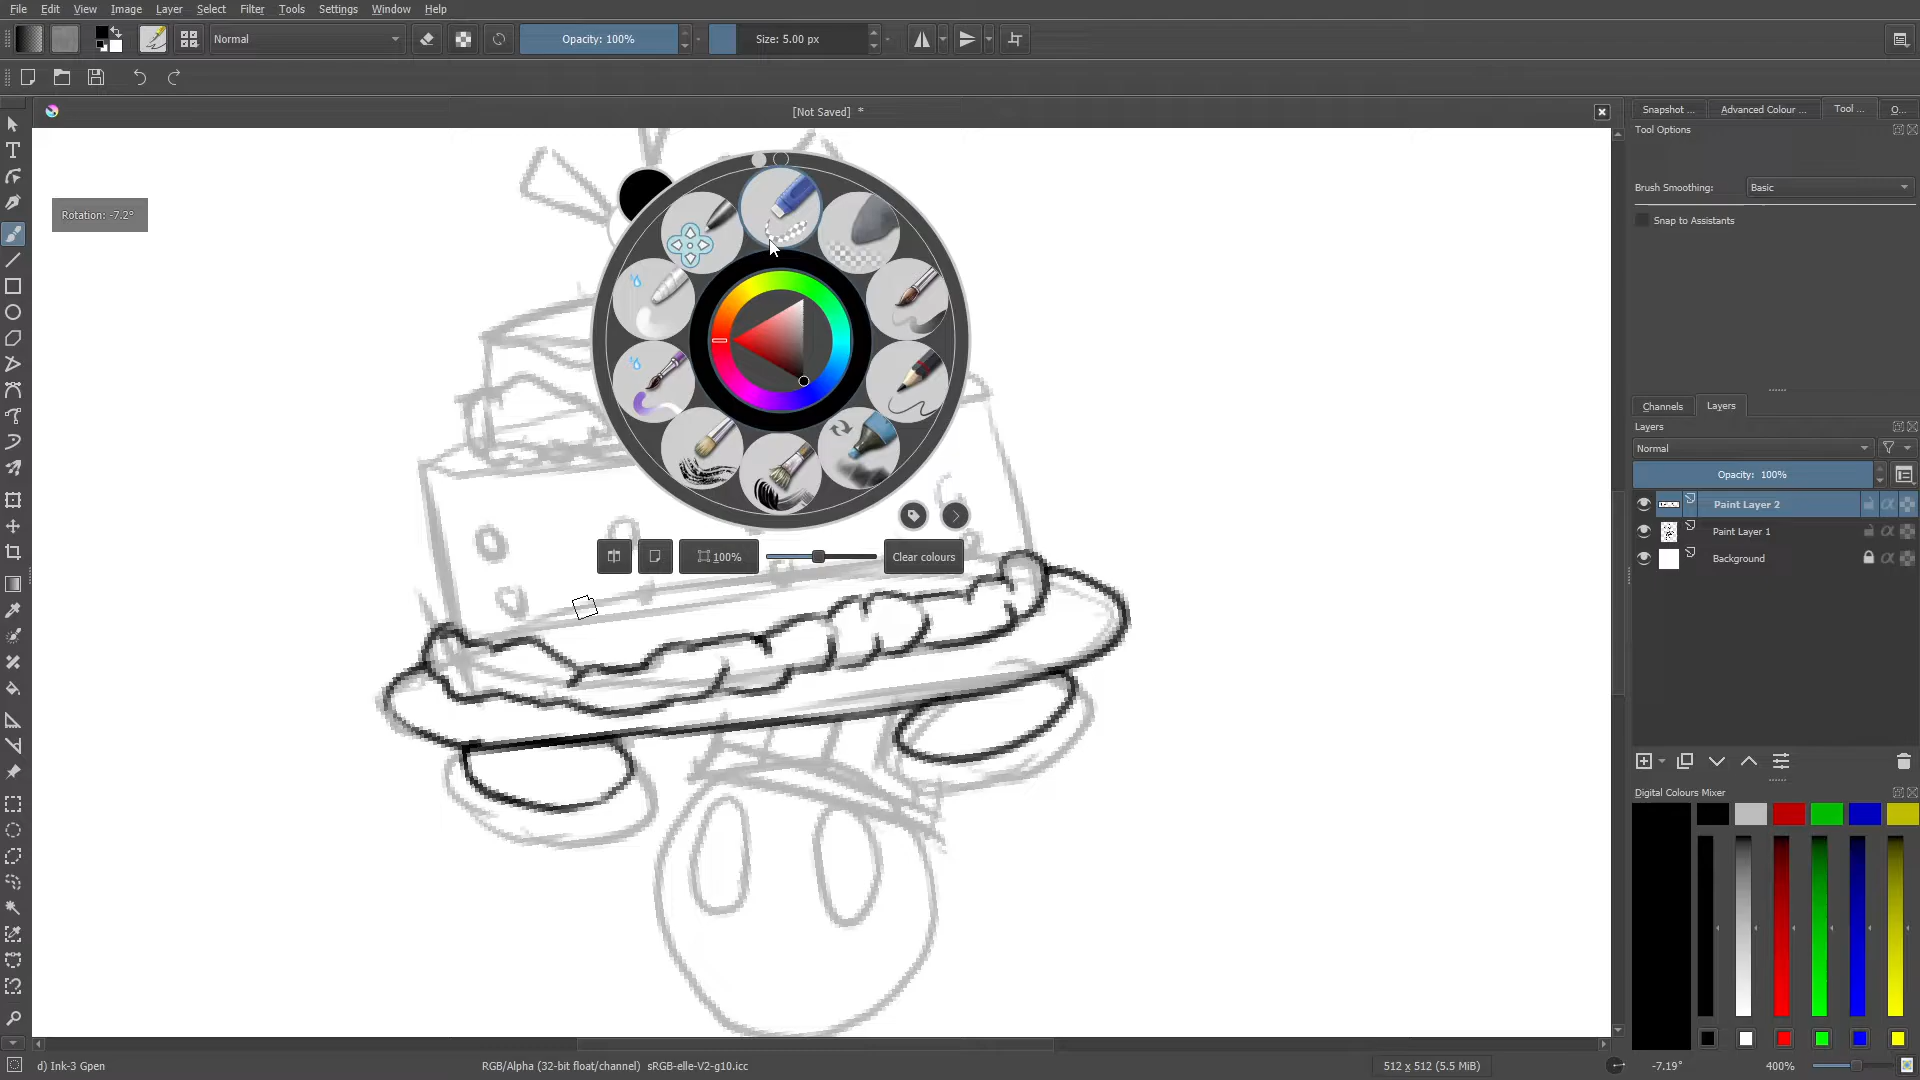 File Edit View Image Layer Select Filter Tools Settings Window Help
Normal
Opacity: 100%
Size: 5.00 px
[Not Saved] *
Snapshot ...
Advanced Colour ...
Tool ...
O...
Tool Options
Rotation: -7.2°
Brush Smoothing:
Basic
Snap to Assistants
Channels
Layers
Layers
Normal
Opacity: 100%
Paint Layer 2
Paint Layer 1
Background
100%
Clear colours
Digital Colours Mixer
d) Ink-3 Gpen
RGB/Alpha (32-bit float/channel) sRGB-elle-V2-g10.icc
512 x 512 (5.5 MiB)
-7.19°
400%